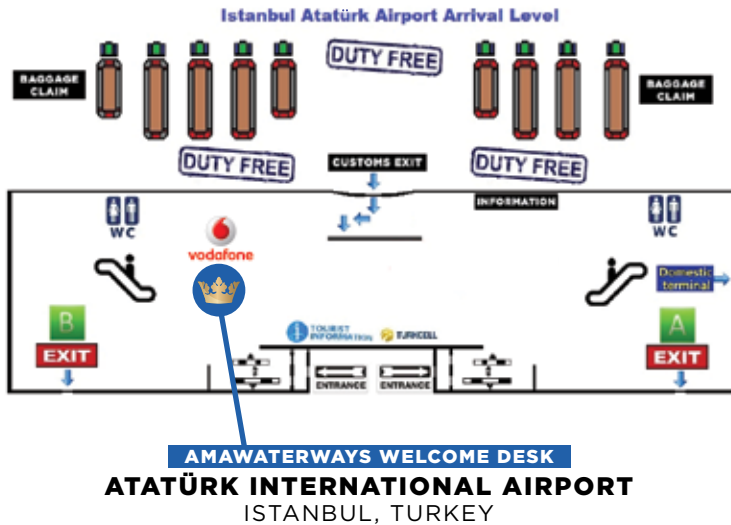 Istanbul Atatürk Airport Arrival Level
DUTY FREE
BAGGAGE
CLAIM
BAGGAGE
CLAIM
DUTY FREE
CUSTOMS EXIT
DUTY FREE
INFORMATION
WC
WC
vodafone
Domestic
terminal
B
A
EXIT
EXIT
TOURIST
INFORMATION
TURKCELL
ENTRANCE
ENTRANCE
AMAWATERWAYS WELCOME DESK
ATATÜRK INTERNATIONAL AIRPORT
ISTANBUL, TURKEY